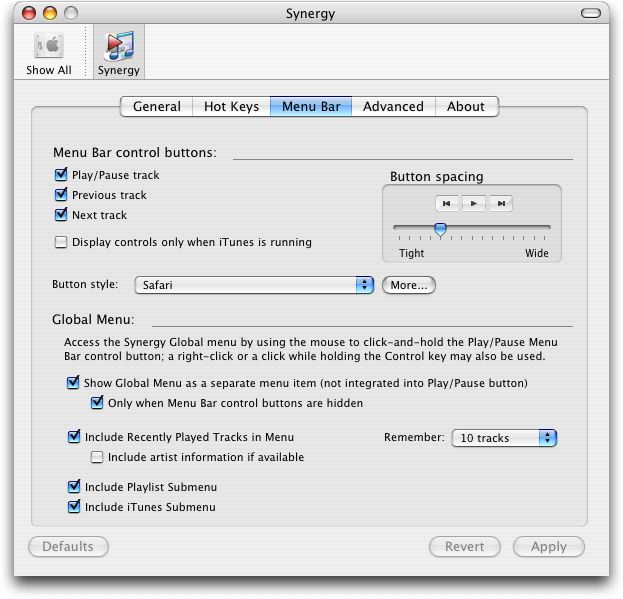 Synergy
Show All
Synergy
General Hot Keys Menu Bar Advanced About
Menu Bar control buttons:
Play/Pause track
Previous track
Next track
Display controls only when iTunes is running
Button spacing
Tight Wide
Button style: Safari More...
Global Menu:
Access the Synergy Global menu by using the mouse to click-and-hold the Play/Pause Menu
Bar control button; a right-click or a click while holding the Control key may also be used.
Show Global Menu as a separate menu item (not integrated into Play/Pause button)
Only when Menu Bar control buttons are hidden
Include Recently Played Tracks in Menu Remember: 10 tracks
Include artist information if available
Include Playlist Submenu
Include iTunes Submenu
Defaults Revert Apply